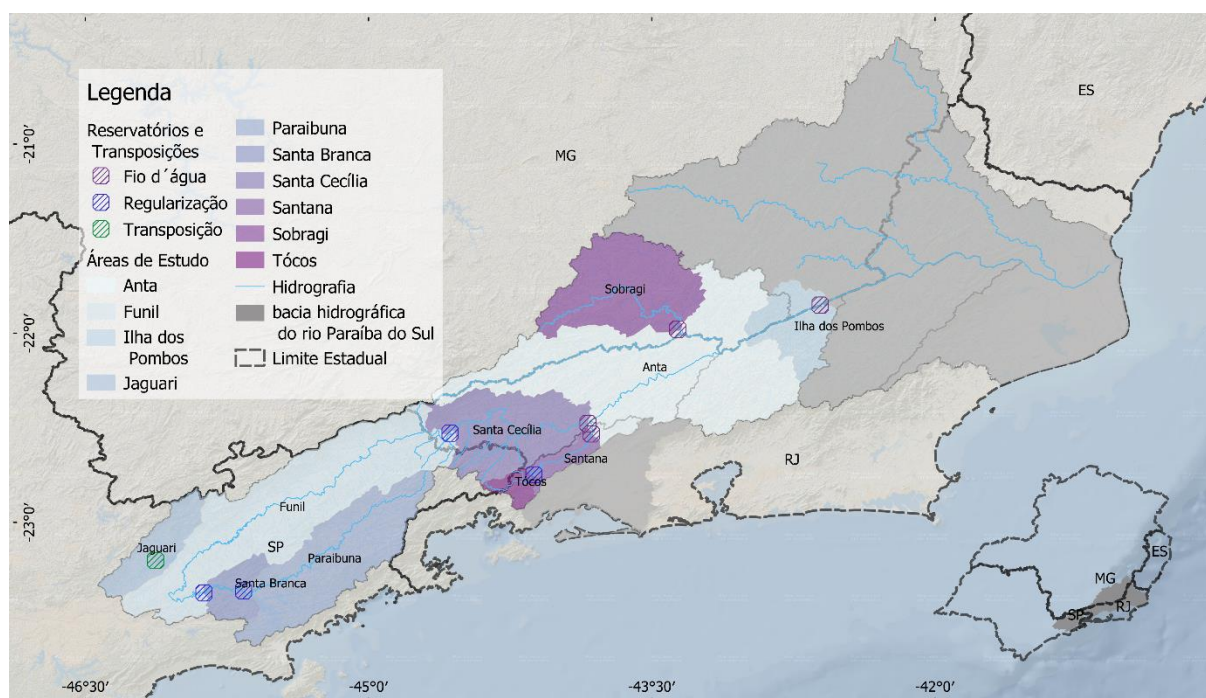 Legenda
Reservatórios e
Transposições
Fio d´água
Regularização
Transposição
Áreas de Estudo
Anta
Funil
Ilha dos
Pombos
Jaguari
Paraibuna
Santa Branca
Santa Cecília
Santana
Sobragi
Tócos
Hidrografia
bacia hidrográfica
do rio Paraíba do Sul
Limite Estadual
MG
ES
Sobragi
Ilha dos Pombos
Anta
Santa Cecília
Santana
RJ
Tócos
Funil
SP
Jaguari
Paraibuna
Santa Branca
ES
MG
RJ
SP
-21°0'
-22°0'
-23°0'
-46°30'
-45°0'
-43°30'
-42°0'